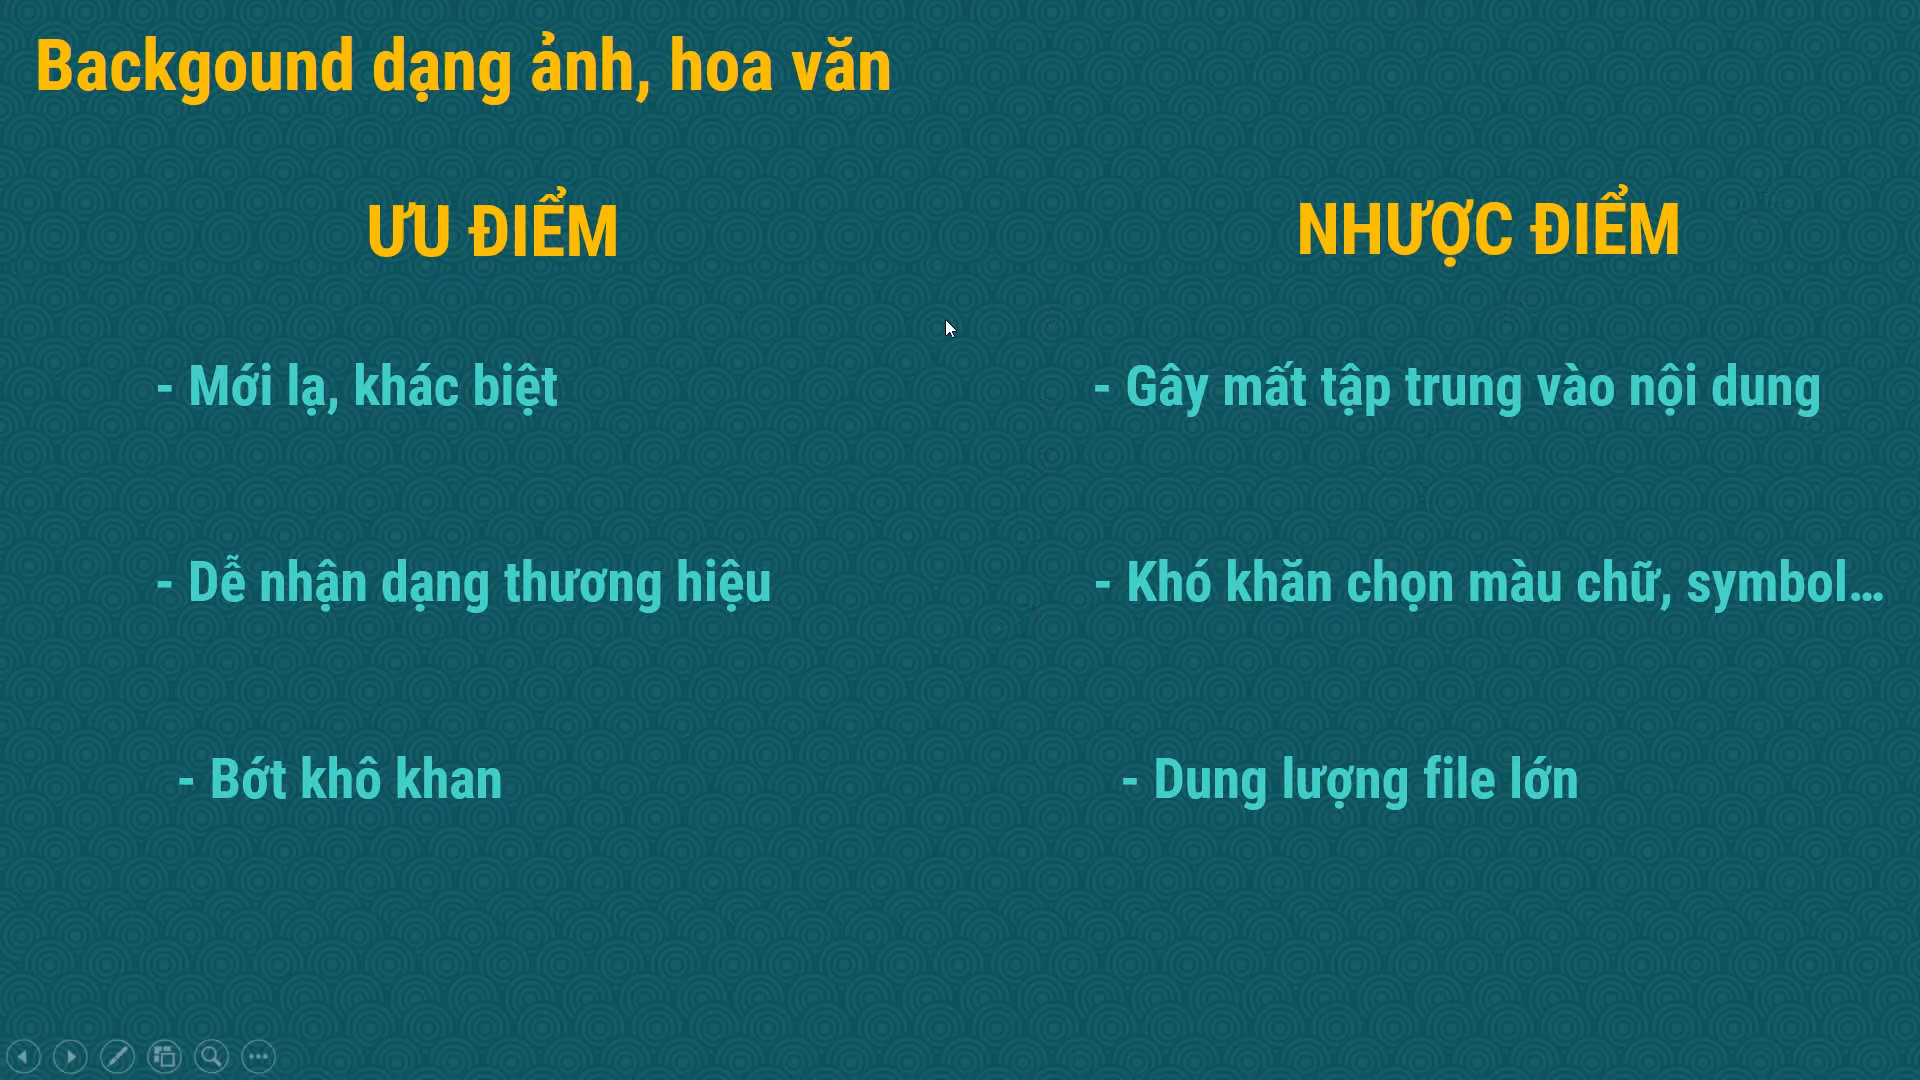 Backgound dạng ảnh, hoa văn
ƯU ĐIỂM
- Mới lạ, khác biệt
- Dễ nhận dạng thương hiệu
- Bớt khô khan
NHƯỢC ĐIỂM
- Gây mất tập trung vào nội dung
- Khó khăn chọn màu chữ, symbol...
- Dung lượng file lớn